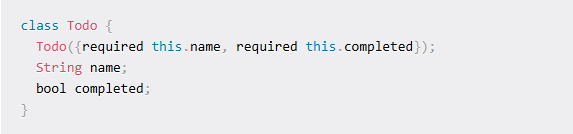 class Todo {
  Todo({required this.name, required this.completed});
  String name;
  bool completed;
}